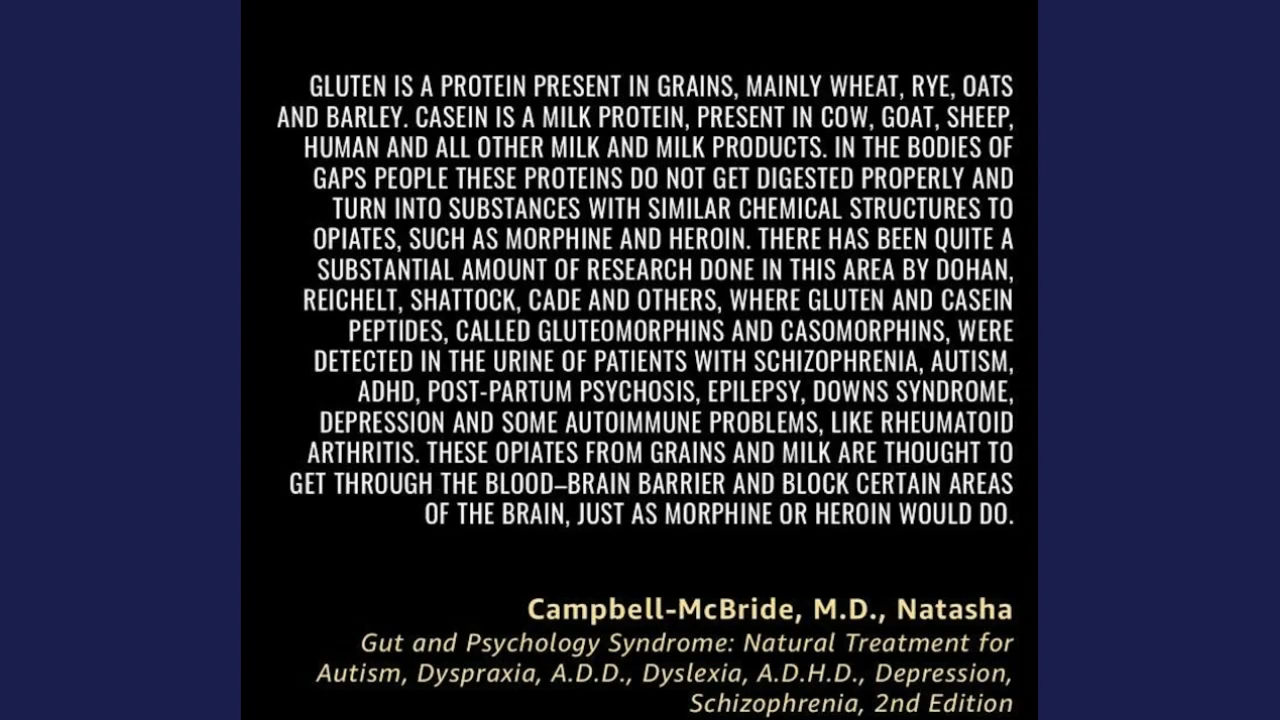 GLUTEN IS A PROTEIN PRESENT IN GRAINS, MAINLY WHEAT, RYE, OATS
AND BARLEY. CASEIN IS A MILK PROTEIN, PRESENT IN COW, GOAT, SHEEP,
HUMAN AND ALL OTHER MILK AND MILK PRODUCTS. IN THE BODIES OF
GAPS PEOPLE THESE PROTEINS DO NOT GET DIGESTED PROPERLY AND
TURN INTO SUBSTANCES WITH SIMILAR CHEMICAL STRUCTURES TO
OPIATES, SUCH AS MORPHINE AND HEROIN. THERE HAS BEEN QUITE A
SUBSTANTIAL AMOUNT OF RESEARCH DONE IN THIS AREA BY DOHAN,
REICHELT, SHATTOCK, CADE AND OTHERS, WHERE GLUTEN AND CASEIN
PEPTIDES, CALLED GLUTEOMORPHINS AND CASOMORPHINS, WERE
DETECTED IN THE URINE OF PATIENTS WITH SCHIZOPHRENIA, AUTISM,
ADHD, POST-PARTUM PSYCHOSIS, EPILEPSY, DOWNS SYNDROME,
DEPRESSION AND SOME AUTOIMMUNE PROBLEMS, LIKE RHEUMATOID
ARTHRITIS. THESE OPIATES FROM GRAINS AND MILK ARE THOUGHT TO
GET THROUGH THE BLOOD–BRAIN BARRIER AND BLOCK CERTAIN AREAS
OF THE BRAIN, JUST AS MORPHINE OR HEROIN WOULD DO.
Campbell-McBride, M.D., Natasha
Gut and Psychology Syndrome: Natural Treatment for
Autism, Dyspraxia, A.D.D., Dyslexia, A.D.H.D., Depression,
Schizophrenia, 2nd Edition